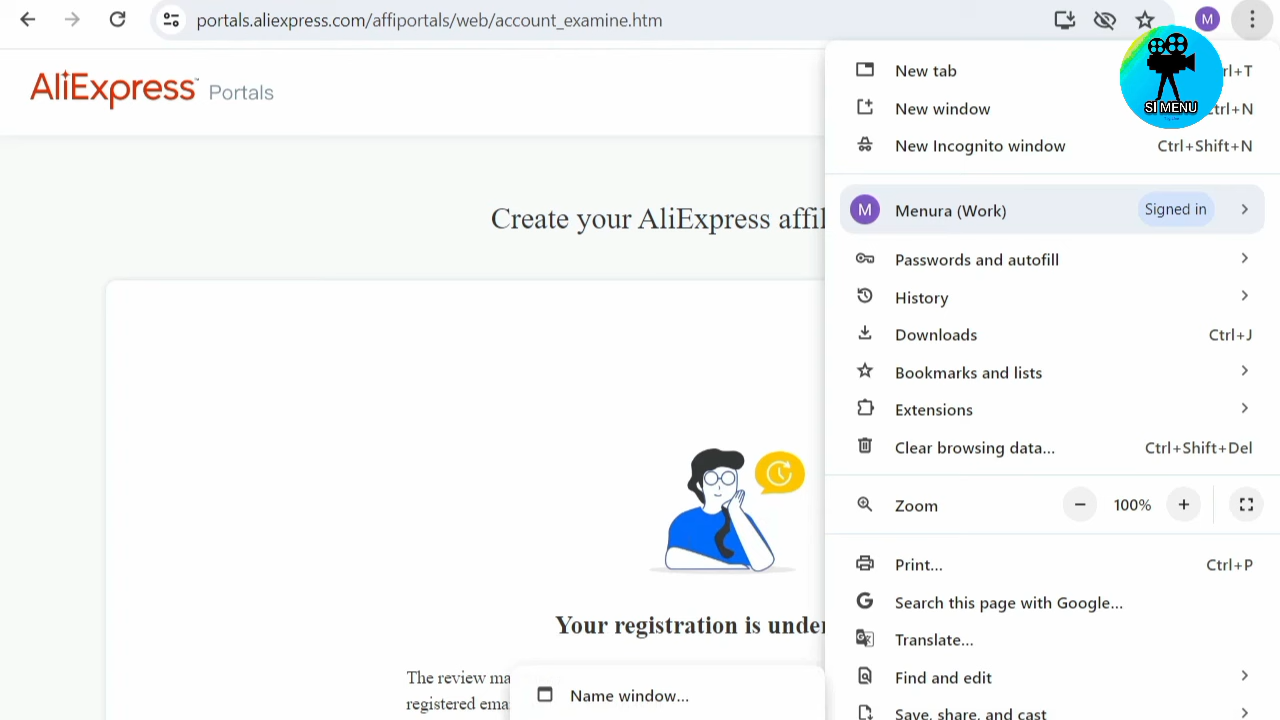 portals.aliexpress.com/affiportals/web/account_examine.htm
M
AliExpress™ Portals
New tab
rl+T
SI MENU
New window
trl+N
New Incognito window
Ctrl+Shift+N
Create your AliExpress affil
M
Menura (Work)
Signed in
Passwords and autofill
History
Downloads
Ctrl+J
Bookmarks and lists
Extensions
Clear browsing data...
Ctrl+Shift+Del
Zoom
100%
Print...
Ctrl+P
Search this page with Google...
Translate...
Find and edit
Save, share, and cast
Your registration is under
The review ma
registered ema
Name window...